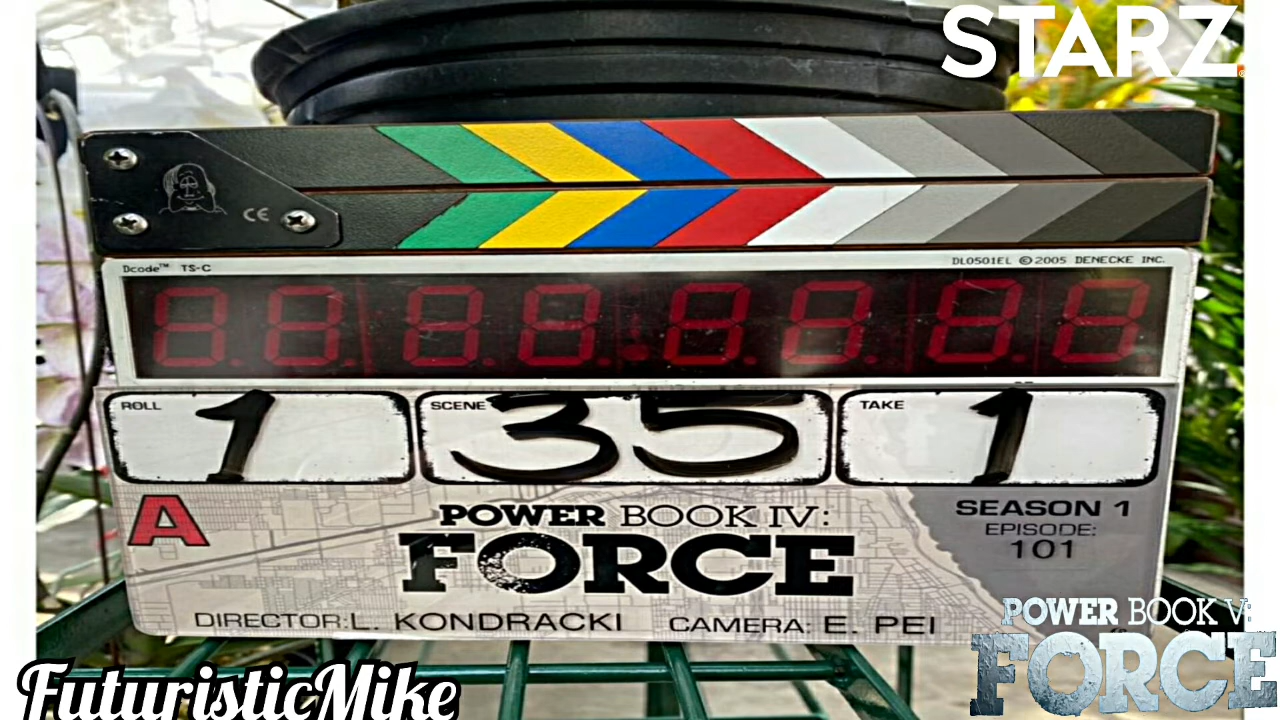 STARZ
CE
Dcode™ TS-C
DL0501EL ©2005 DENECKE INC.
88 88:88 88
ROLL 1
SCENE 35
TAKE 1
A
POWER BOOK IV:
FORCE
SEASON 1
EPISODE:
101
DIRECTOR: L. KONDRACKI CAMERA: E. PEI
POWER BOOK V:
FORCE
FuturisticMike